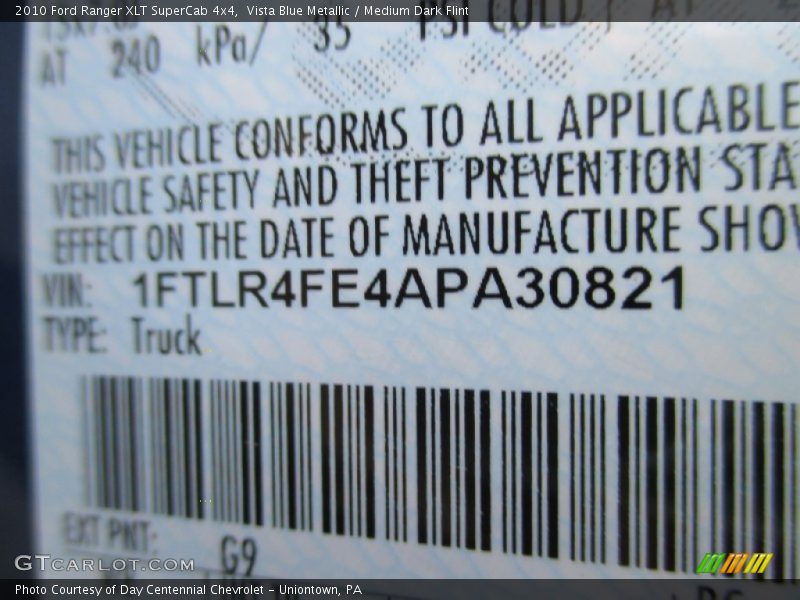 2010 Ford Ranger XLT SuperCab 4x4, Vista Blue Metallic / Medium Dark Flint
AT 240 kPa/ 35 PSI COLD
THIS VEHICLE CONFORMS TO ALL APPLICABLE
VEHICLE SAFETY AND THEFT PREVENTION STA
EFFECT ON THE DATE OF MANUFACTURE SHOW
VIN: 1FTLR4FE4APA30821
TYPE: Truck
EXT PNT: G9
GTCARLOT.COM
Photo Courtesy of Day Centennial Chevrolet - Uniontown, PA